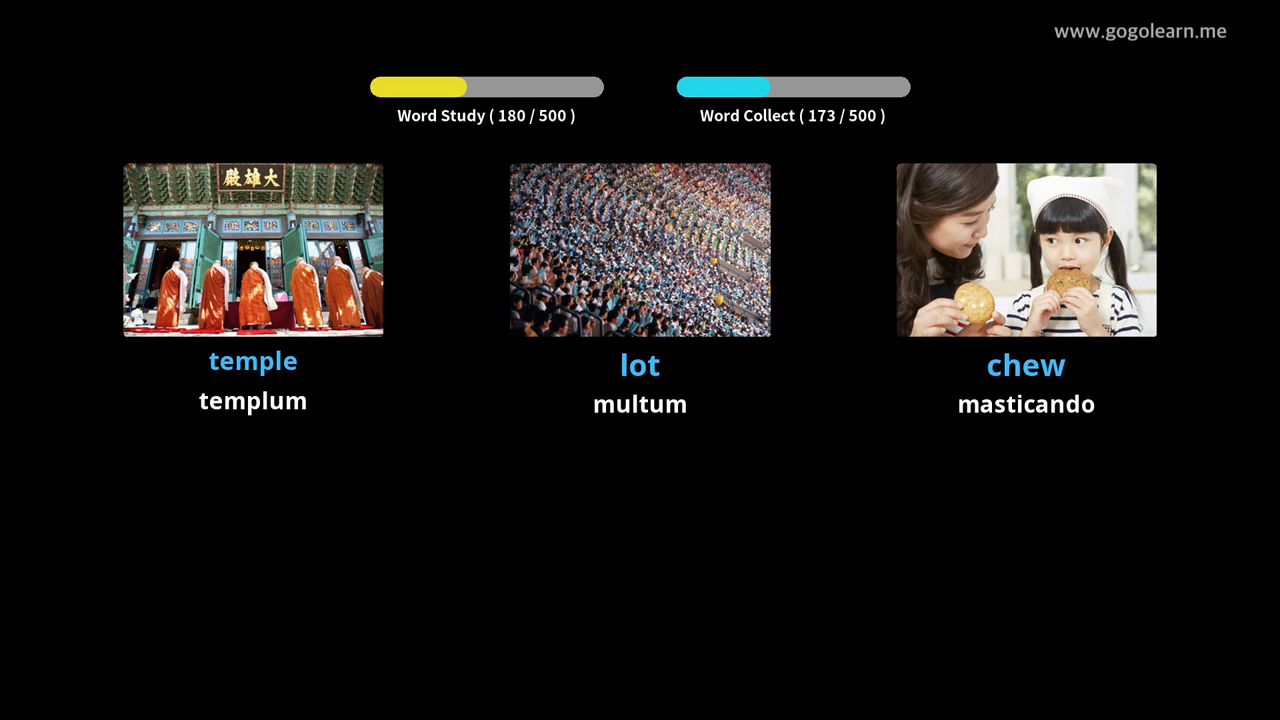 www.gogolearn.me
Word Study ( 180 / 500 )
Word Collect ( 173 / 500 )
大雄殿
temple
lot
chew
templum
multum
masticando